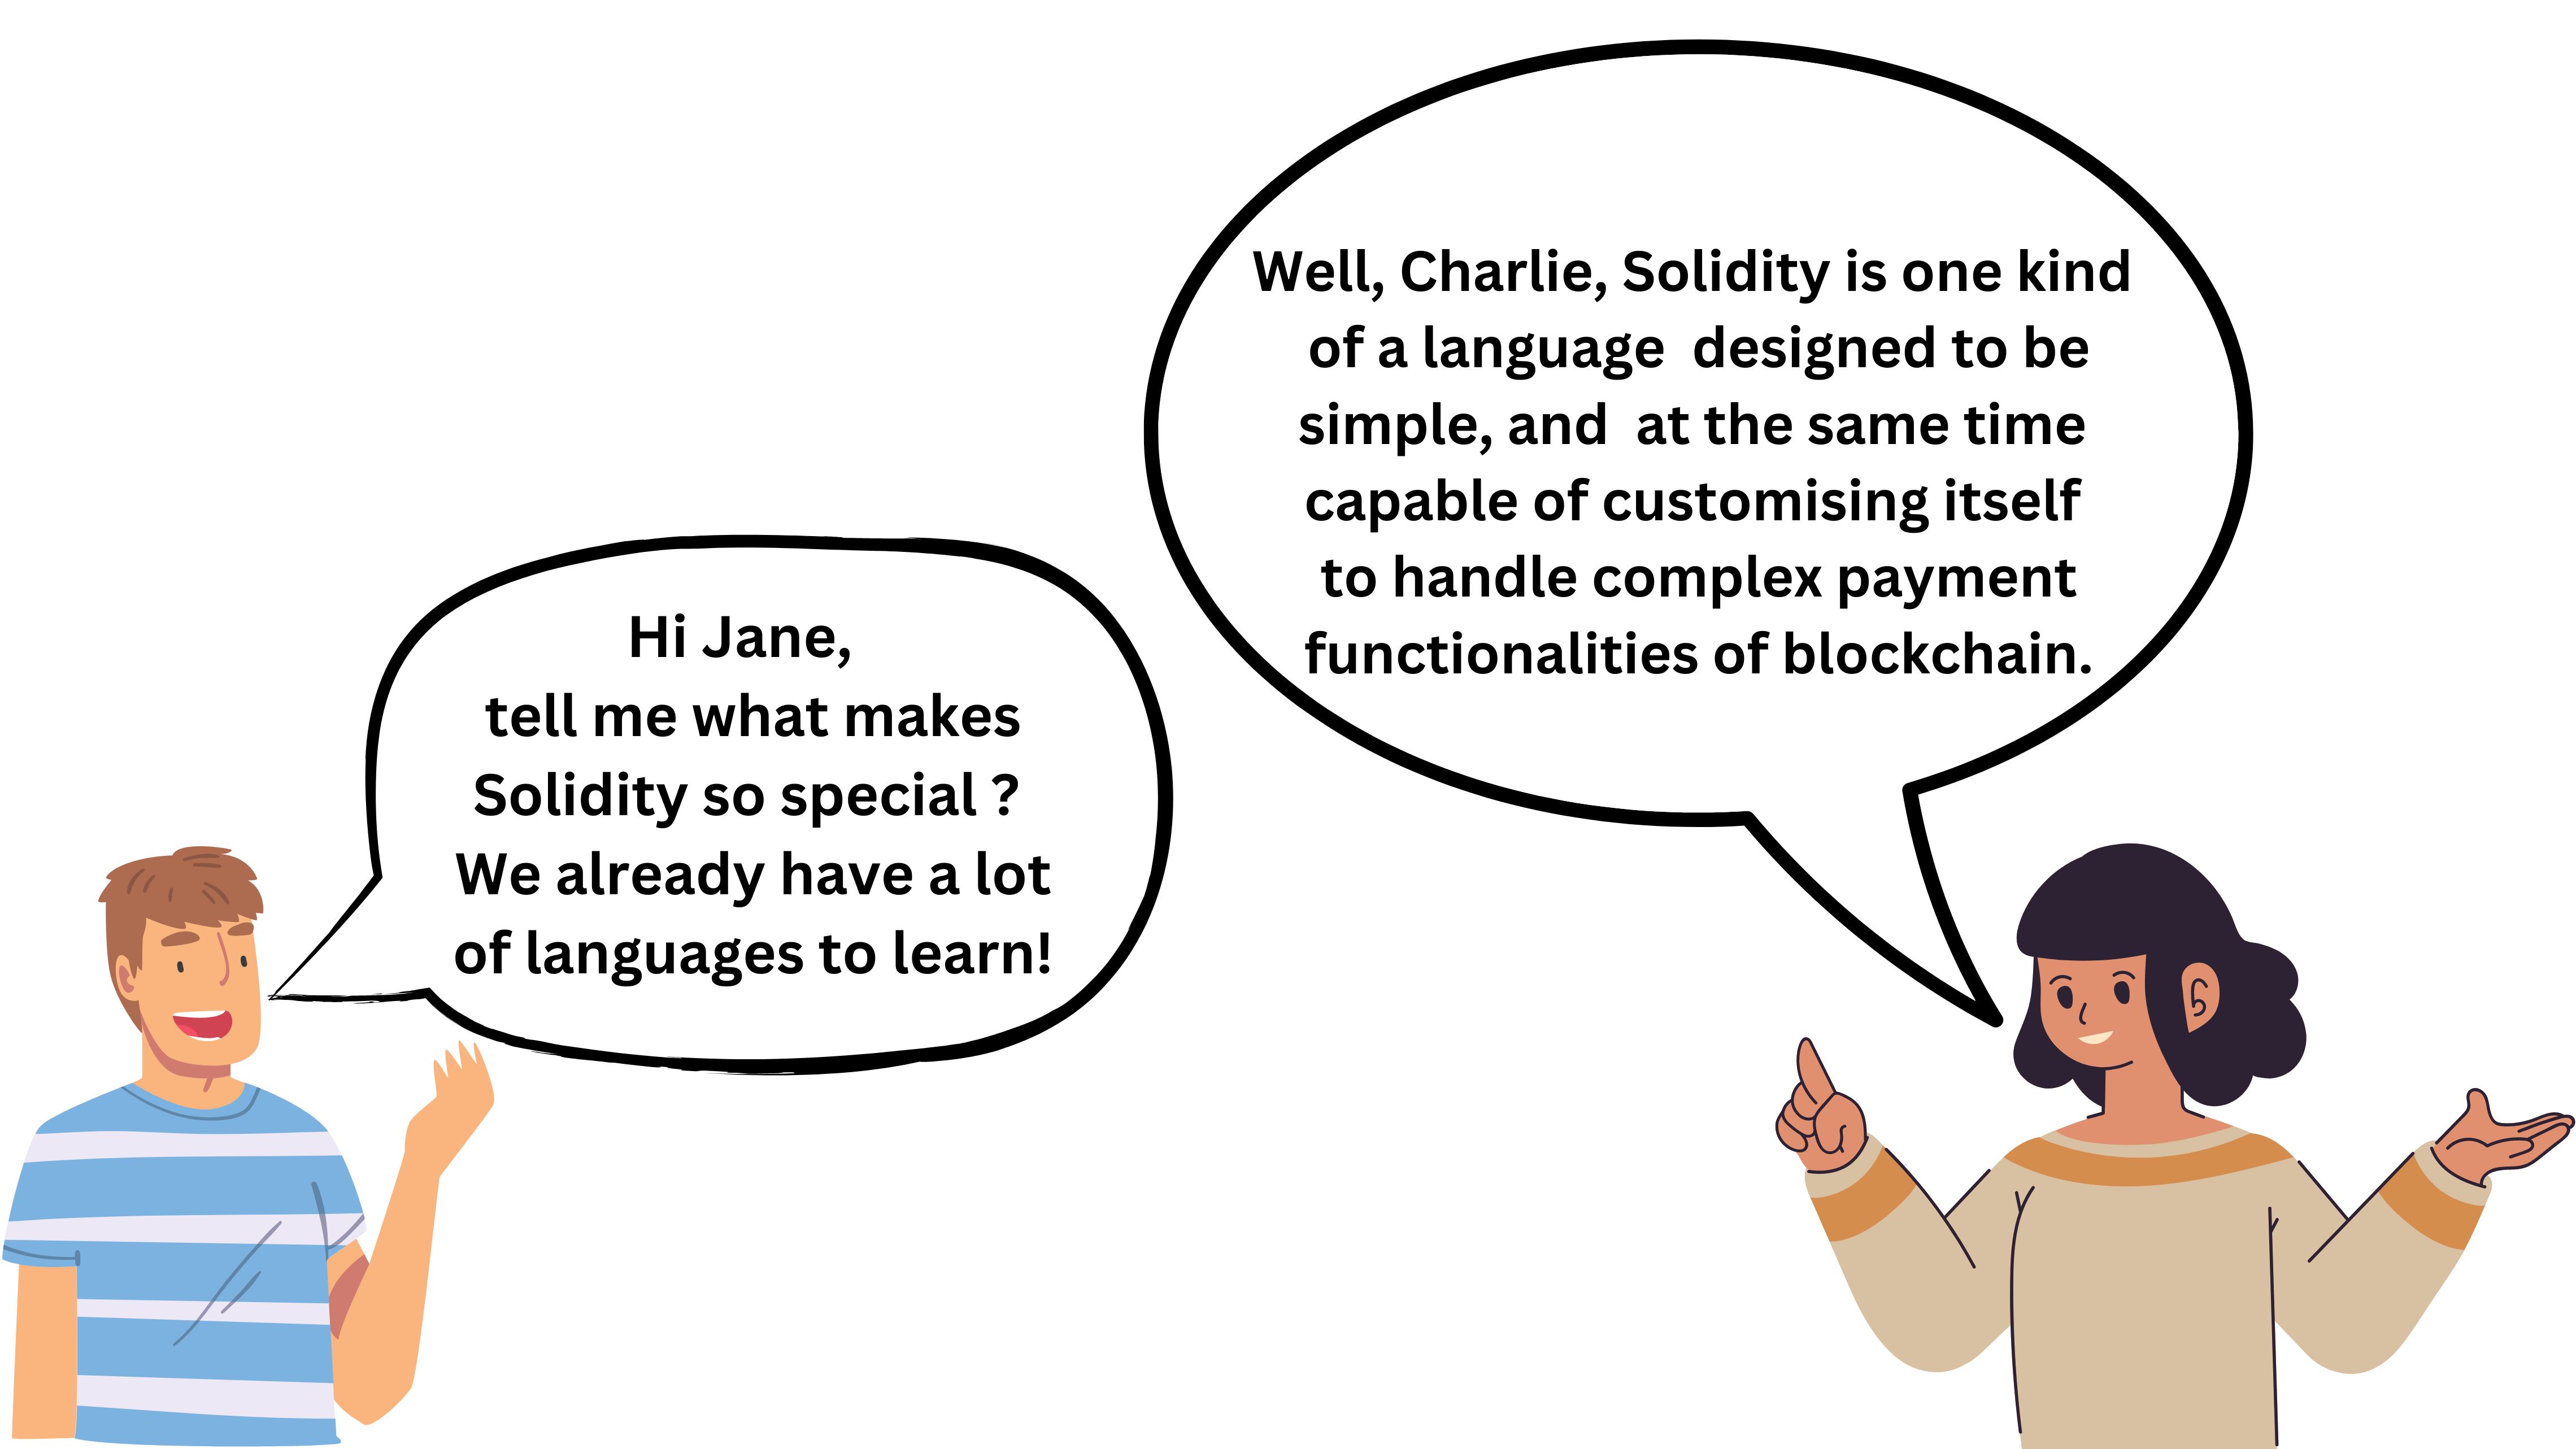 Hi Jane,
tell me what makes
Solidity so special ?
We already have a lot
of languages to learn!
Well, Charlie, Solidity is one kind
of a language  designed to be
simple, and  at the same time
capable of customising itself
to handle complex payment
functionalities of blockchain.